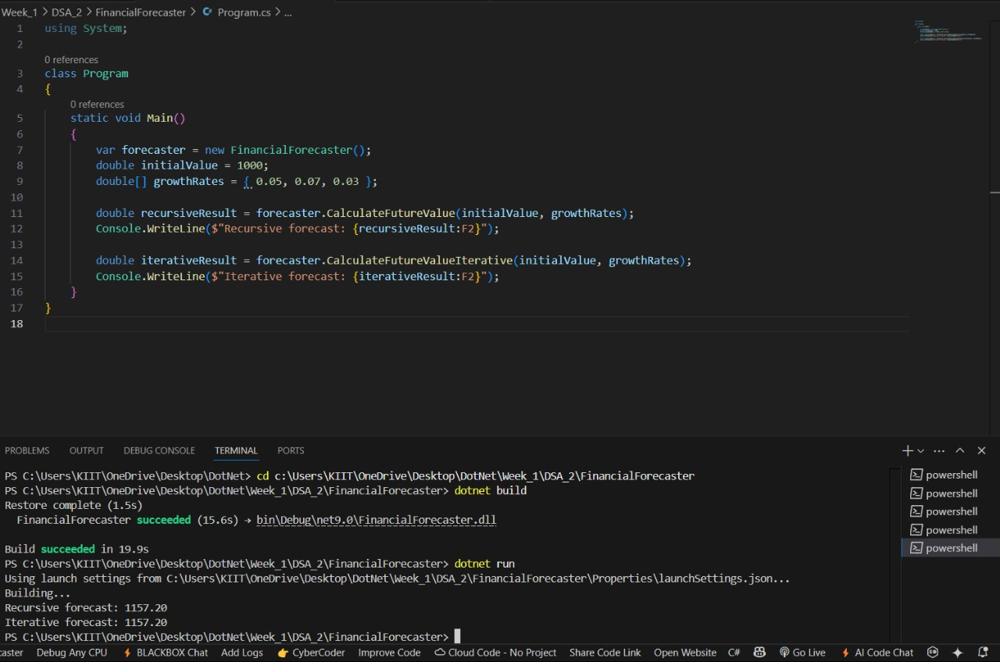 Week_1 > DSA_2 > FinancialForecaster > C# Program.cs > ...
1 using System;
2
0 references
3 class Program
4 {
0 references
5 static void Main()
6 {
7 var forecaster = new FinancialForecaster();
8 double initialValue = 1000;
9 double[] growthRates = { 0.05, 0.07, 0.03 };
10
11 double recursiveResult = forecaster.CalculateFutureValue(initialValue, growthRates);
12 Console.WriteLine($"Recursive forecast: {recursiveResult:F2}");
13
14 double iterativeResult = forecaster.CalculateFutureValueIterative(initialValue, growthRates);
15 Console.WriteLine($"Iterative forecast: {iterativeResult:F2}");
16 }
17 }
18
PROBLEMS OUTPUT DEBUG CONSOLE TERMINAL PORTS
PS C:\Users\KIIT\OneDrive\Desktop\DotNet> cd c:\Users\KIIT\OneDrive\Desktop\DotNet\Week_1\DSA_2\FinancialForecaster
PS C:\Users\KIIT\OneDrive\Desktop\DotNet\Week_1\DSA_2\FinancialForecaster> dotnet build
Restore complete (1.5s)
FinancialForecaster succeeded (15.6s) → bin\Debug\net9.0\FinancialForecaster.dll
Build succeeded in 19.9s
PS C:\Users\KIIT\OneDrive\Desktop\DotNet\Week_1\DSA_2\FinancialForecaster> dotnet run
Using launch settings from C:\Users\KIIT\OneDrive\Desktop\DotNet\Week_1\DSA_2\FinancialForecaster\Properties\launchSettings.json...
Building...
Recursive forecast: 1157.20
Iterative forecast: 1157.20
PS C:\Users\KIIT\OneDrive\Desktop\DotNet\Week_1\DSA_2\FinancialForecaster>
powershell
powershell
powershell
powershell
powershell
caster Debug Any CPU BLACKBOX Chat Add Logs CyberCoder Improve Code Cloud Code - No Project Share Code Link Open Website C# Go Live AI Code Chat